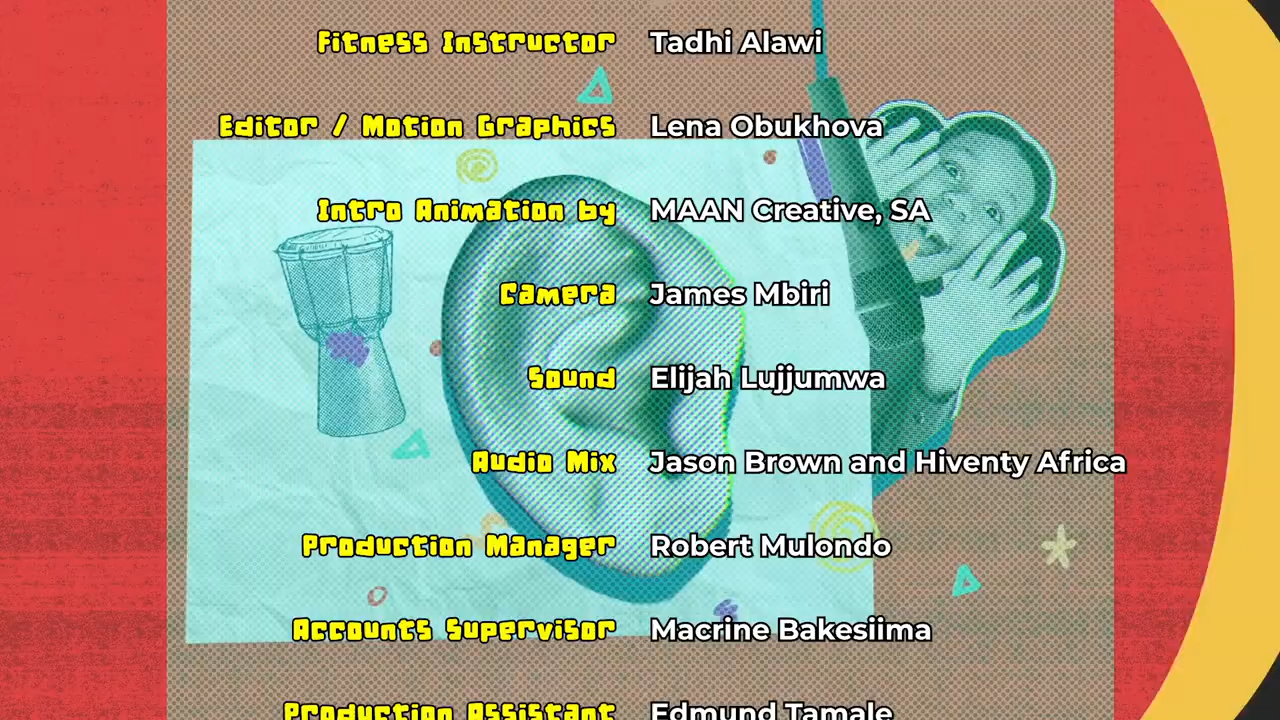 Fitness Instructor Tadhi Alawi
Editor / Motion Graphics Lena Obukhova
Intro Animation by MAAN Creative, SA
Camera James Mbiri
Sound Elijah Lujjumwa
Audio Mix Jason Brown and Hiventy Africa
Production Manager Robert Mulondo
Accounts Supervisor Macrine Bakesiima
Production Assistant Edmund Tamale